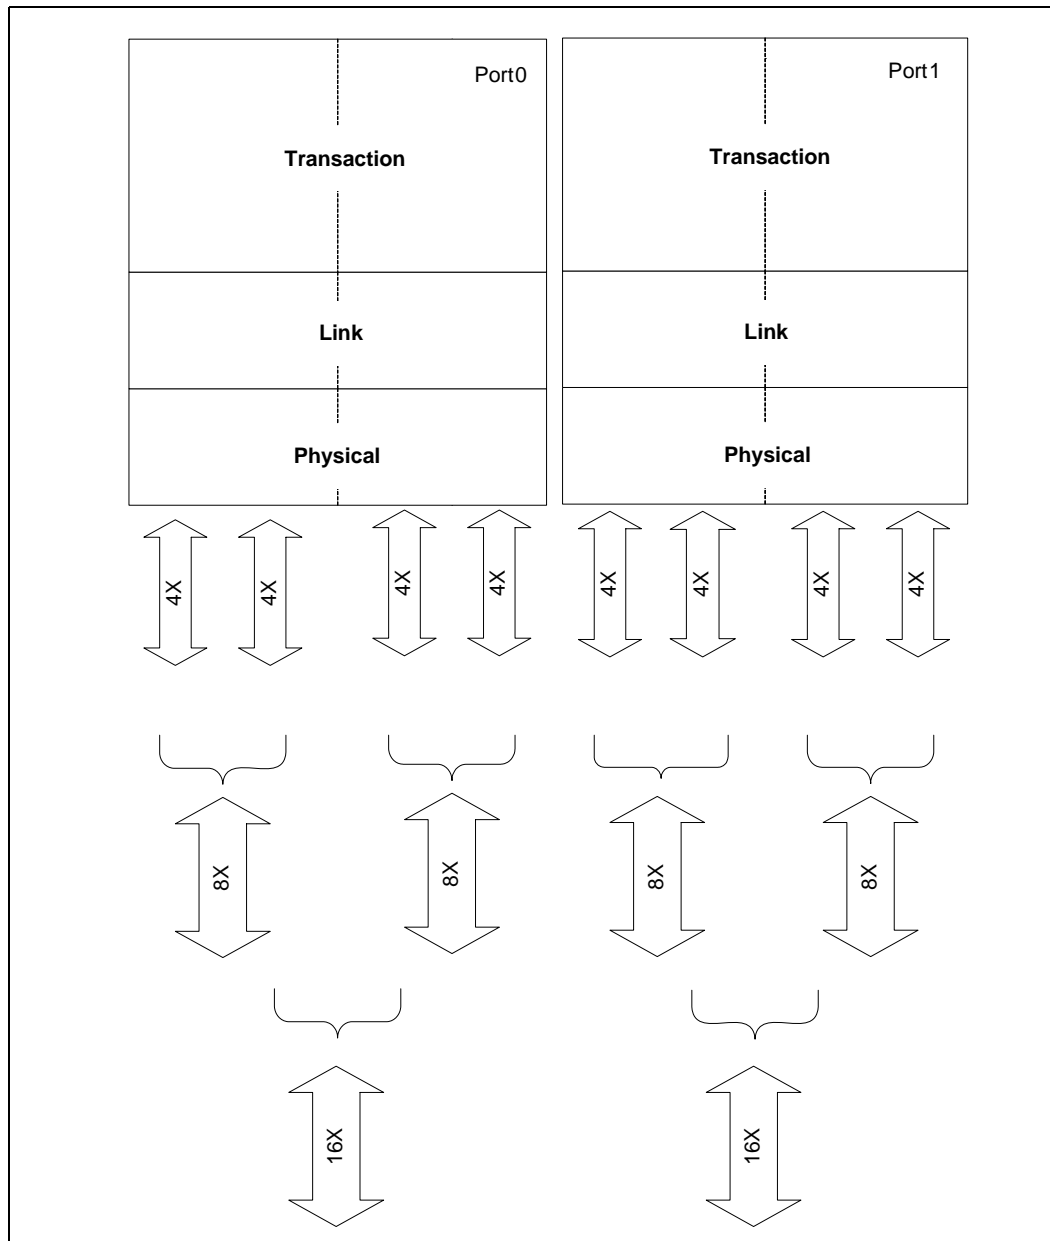 Port0
Port1
Transaction
Transaction
Link
Link
Physical
Physical
4X
4X
4X
4X
4X
4X
4X
4X
8X
8X
8X
8X
16X
16X